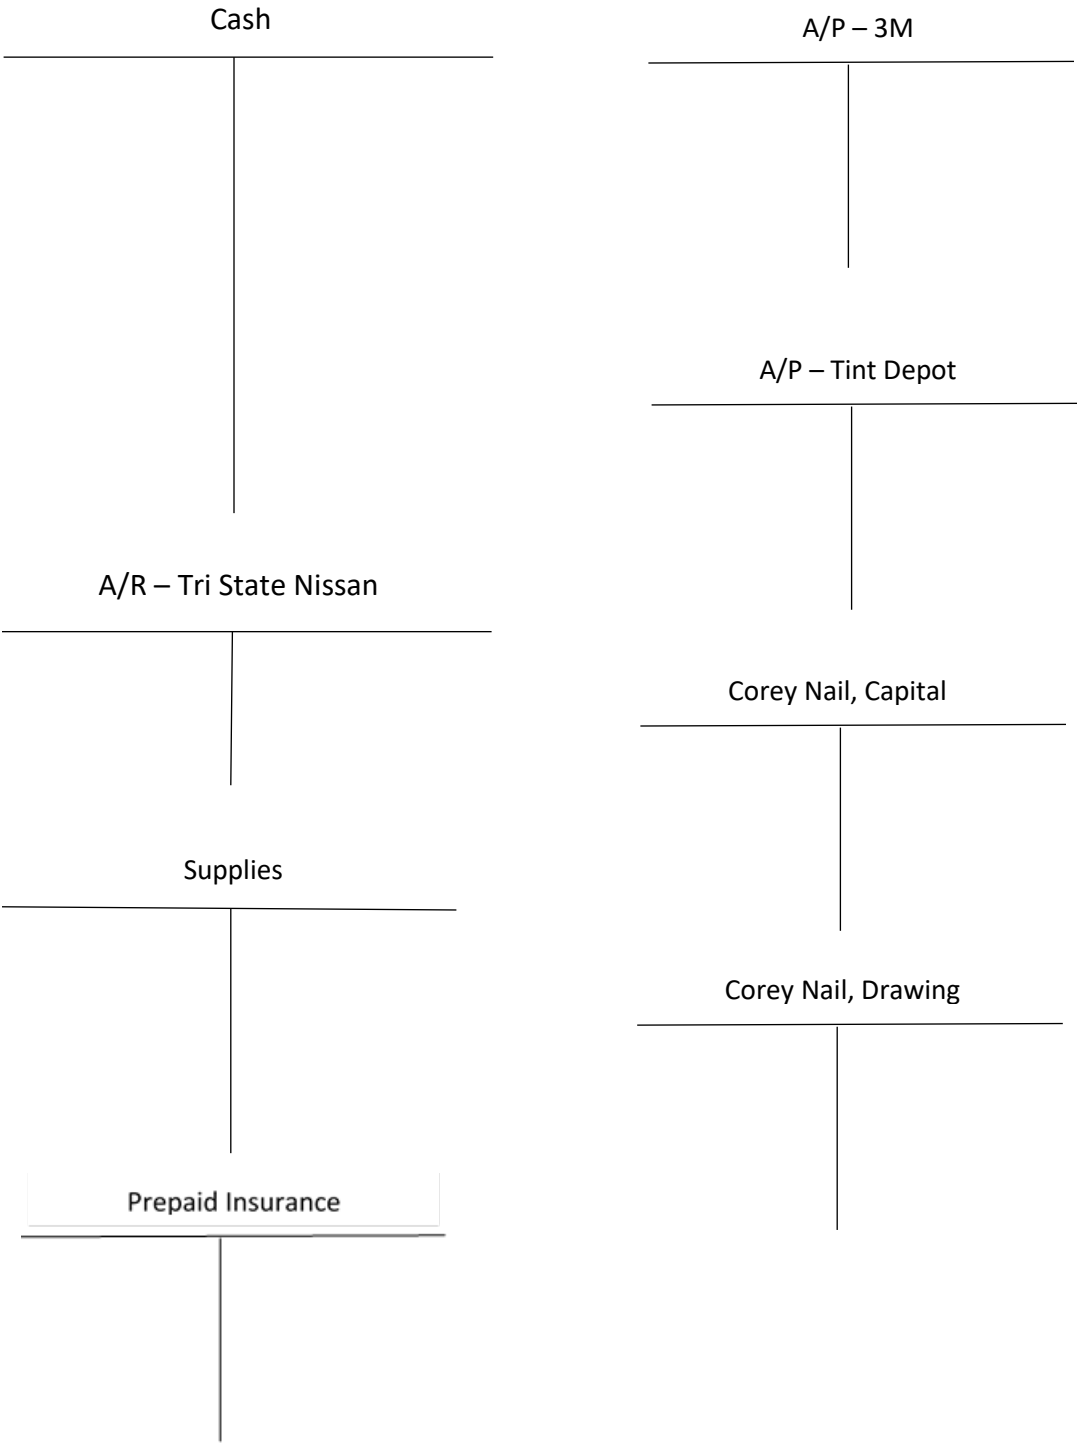 Cash
A/R – Tri State Nissan
Supplies
Prepaid Insurance
A/P – 3M
A/P – Tint Depot
Corey Nail, Capital
Corey Nail, Drawing